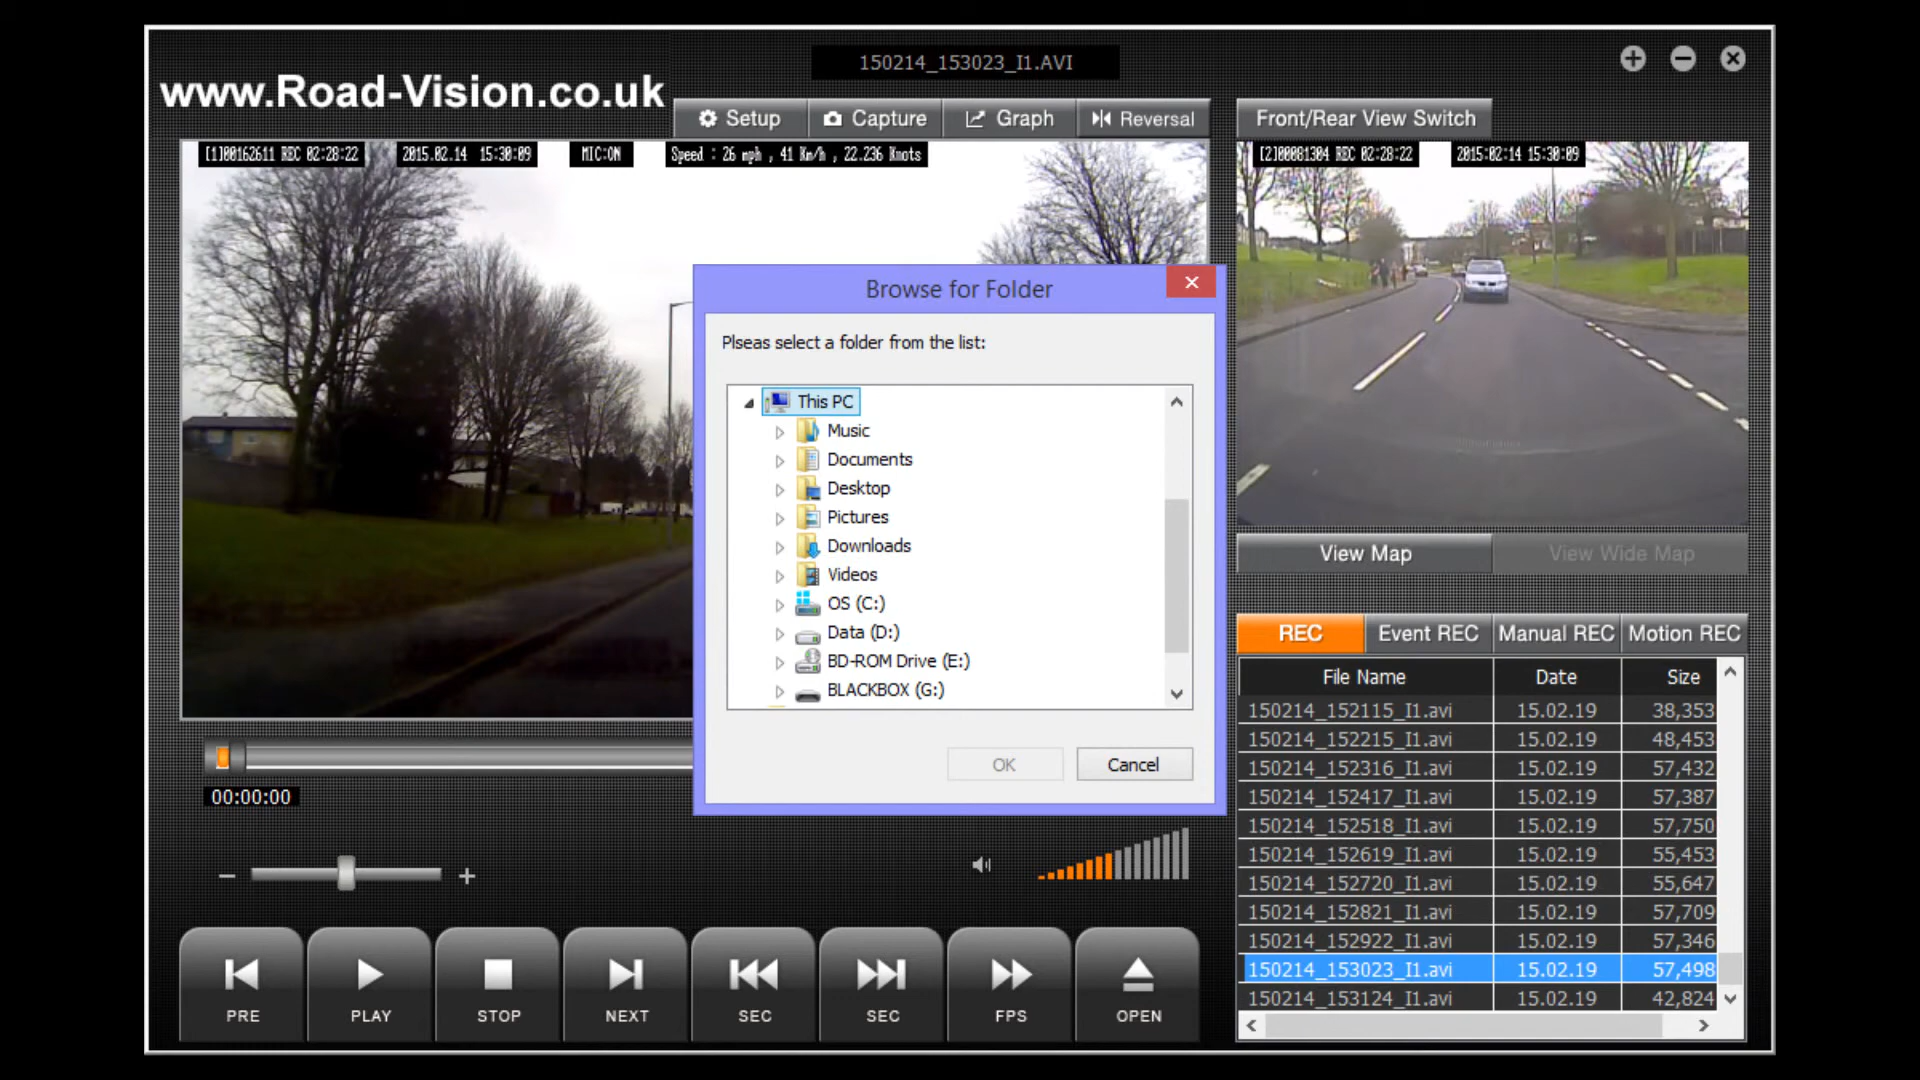 150214_153023_I1.AVI
www.Road-Vision.co.uk
Setup
Capture
Graph
Reversal
Front/Rear View Switch
[1]00162611 REC 02:28:22
2015.02.14 15:30:09
MIC:ON
Speed : 26 mph , 41 Km/h , 22.236 Knots
[2]00081304 REC 02:28:22
2015:02:14 15:30:09
Browse for Folder
Plseas select a folder from the list:
This PC
Music
Documents
Desktop
Pictures
Downloads
Videos
OS (C:)
Data (D:)
BD-ROM Drive (E:)
BLACKBOX (G:)
OK
Cancel
View Map
View Wide Map
REC
Event REC
Manual REC
Motion REC
File Name Date Size
150214_152115_I1.avi 15.02.19 38,353
150214_152215_I1.avi 15.02.19 48,453
150214_152316_I1.avi 15.02.19 57,432
150214_152417_I1.avi 15.02.19 57,387
150214_152518_I1.avi 15.02.19 57,750
150214_152619_I1.avi 15.02.19 55,453
150214_152720_I1.avi 15.02.19 55,647
150214_152821_I1.avi 15.02.19 57,709
150214_152922_I1.avi 15.02.19 57,346
150214_153023_I1.avi 15.02.19 57,498
150214_153124_I1.avi 15.02.19 42,824
00:00:00
PRE
PLAY
STOP
NEXT
SEC
SEC
FPS
OPEN